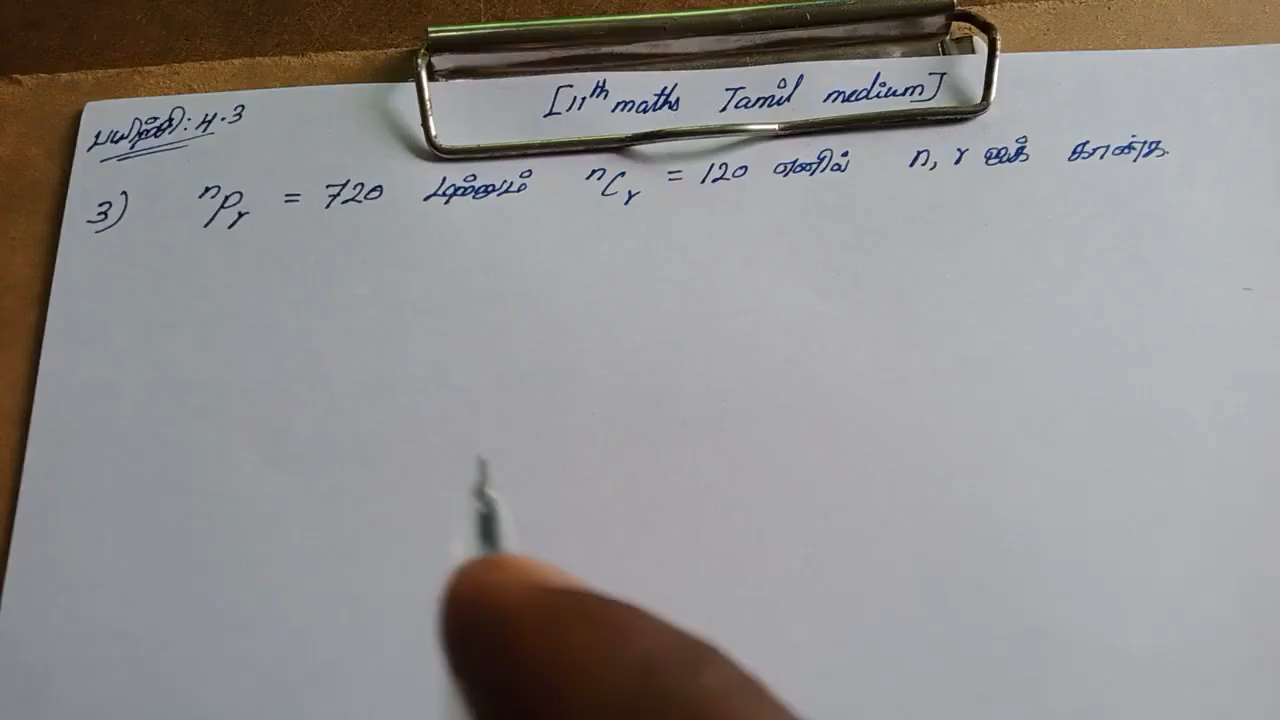 [11th maths Tamil medium]
பயிற்சி: 4.3
3) nPr = 720 மற்றும் nCr = 120 எனில் n, r ஐக் காண்க.